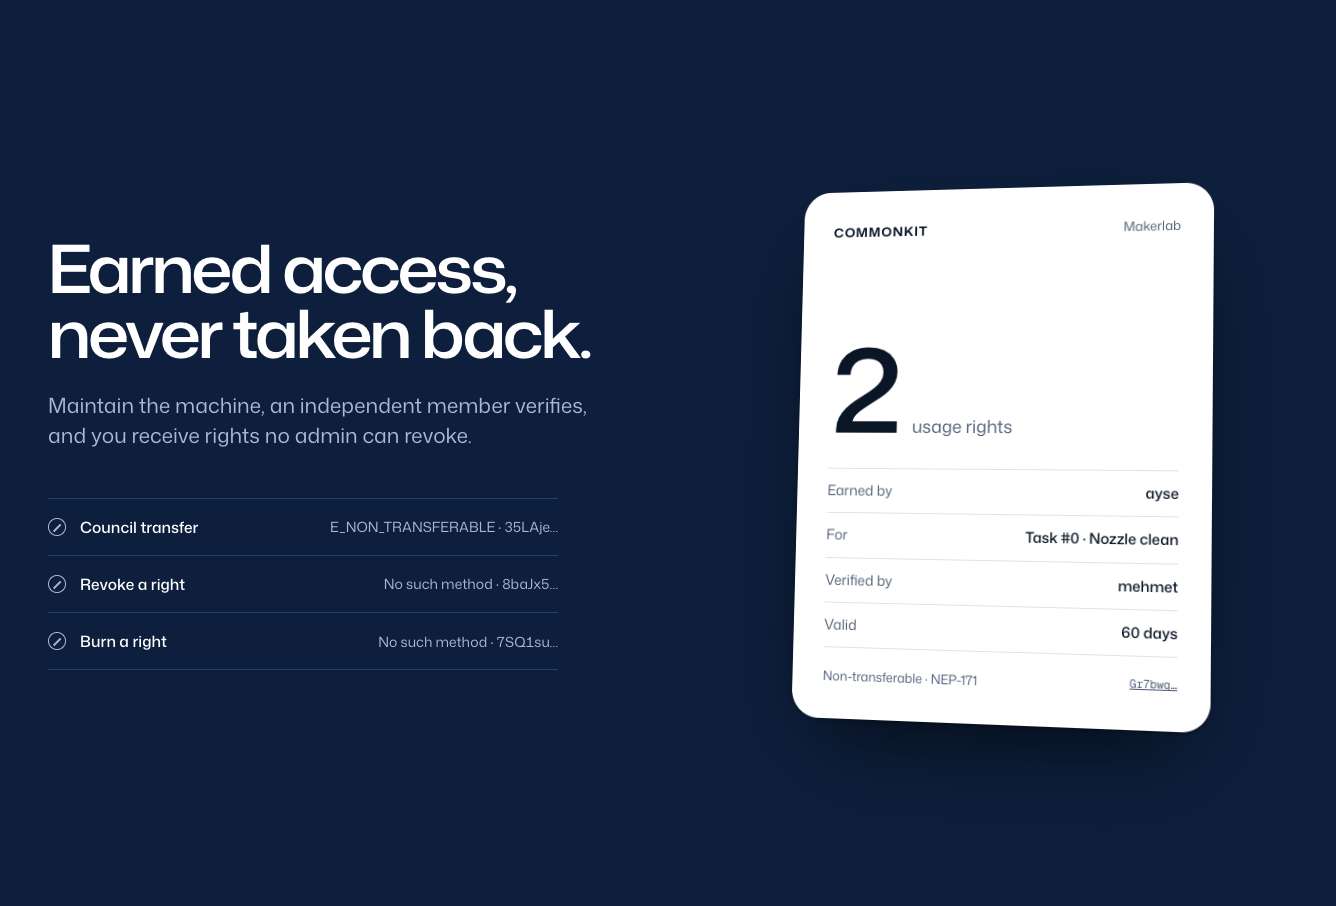 Earned access,
never taken back.
Maintain the machine, an independent member verifies,
and you receive rights no admin can revoke.
Council transfer E_NON_TRANSFERABLE · 35LAje...
Revoke a right No such method · 8baJx5...
Burn a right No such method · 7SQ1su...
COMMONKIT Makerlab
2 usage rights
Earned by ayse
For Task #0 · Nozzle clean
Verified by mehmet
Valid 60 days
Non-transferable · NEP-171 Gr7bwq…